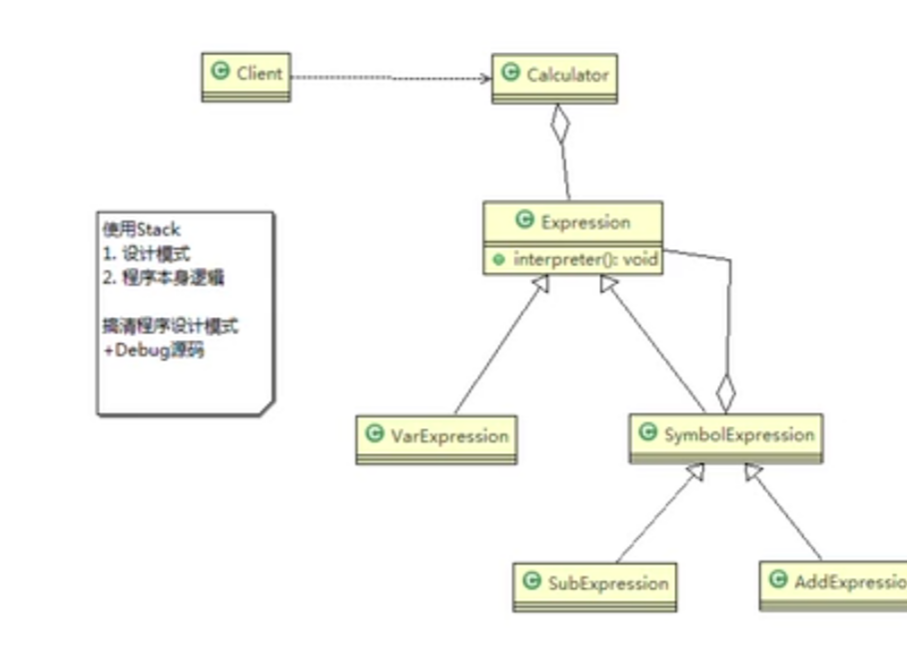 Client
Calculator
Expression
interpreter(): void
使用Stack
1. 设计模式
2. 程序本身逻辑
搞清程序设计模式
+Debug源码
VarExpression
SymbolExpression
SubExpression
AddExpressio